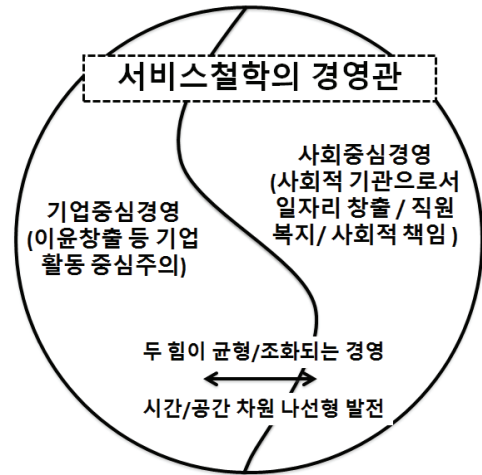 서비스철학의 경영관
사회중심경영
(사회적 기관으로서
일자리 창출 / 직원
복지/ 사회적 책임 )
기업중심경영
(이윤창출 등 기업
활동 중심주의)
두 힘이 균형/조화되는 경영
시간/공간 차원 나선형 발전